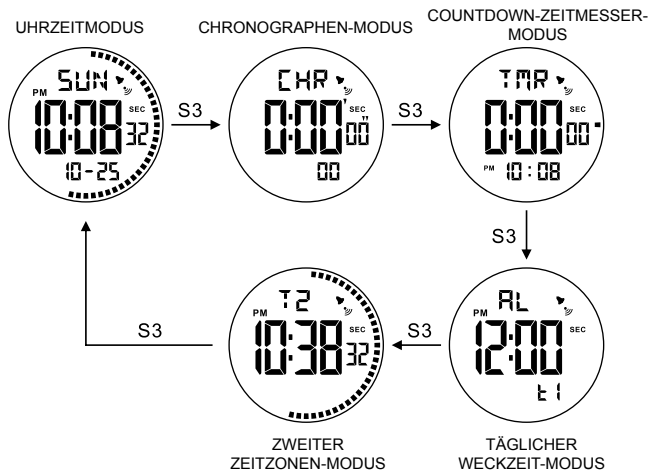 UHRZEITMODUS
CHRONOGRAPHEN-MODUS
COUNTDOWN-ZEITMESSER-
MODUS
SUN
PM
10:08 SEC 32
10-25
S3
CHR
0:00' SEC 00"
00
S3
TMR
0:00 SEC 00
PM 10:08
S3
AL
PM
12:00 SEC
t1
S3
T2
PM
10:38 SEC 32
S3
ZWEITER
ZEITZONEN-MODUS
TÄGLICHER
WECKZEIT-MODUS